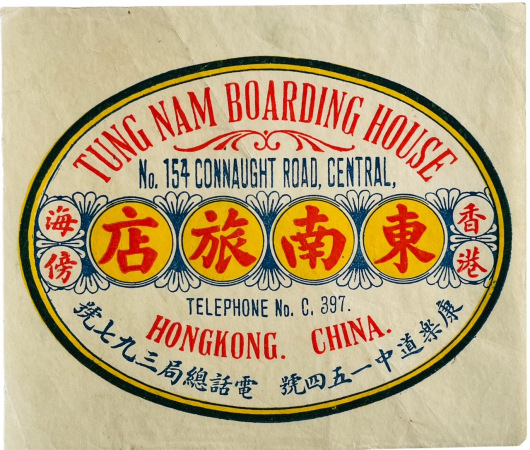 TUNG NAM BOARDING HOUSE
No. 154 CONNAUGHT ROAD, CENTRAL,
香港
東南旅店
海傍
TELEPHONE No. C. 397.
HONGKONG. CHINA.
康樂道中一五四號 電話總局三九七號